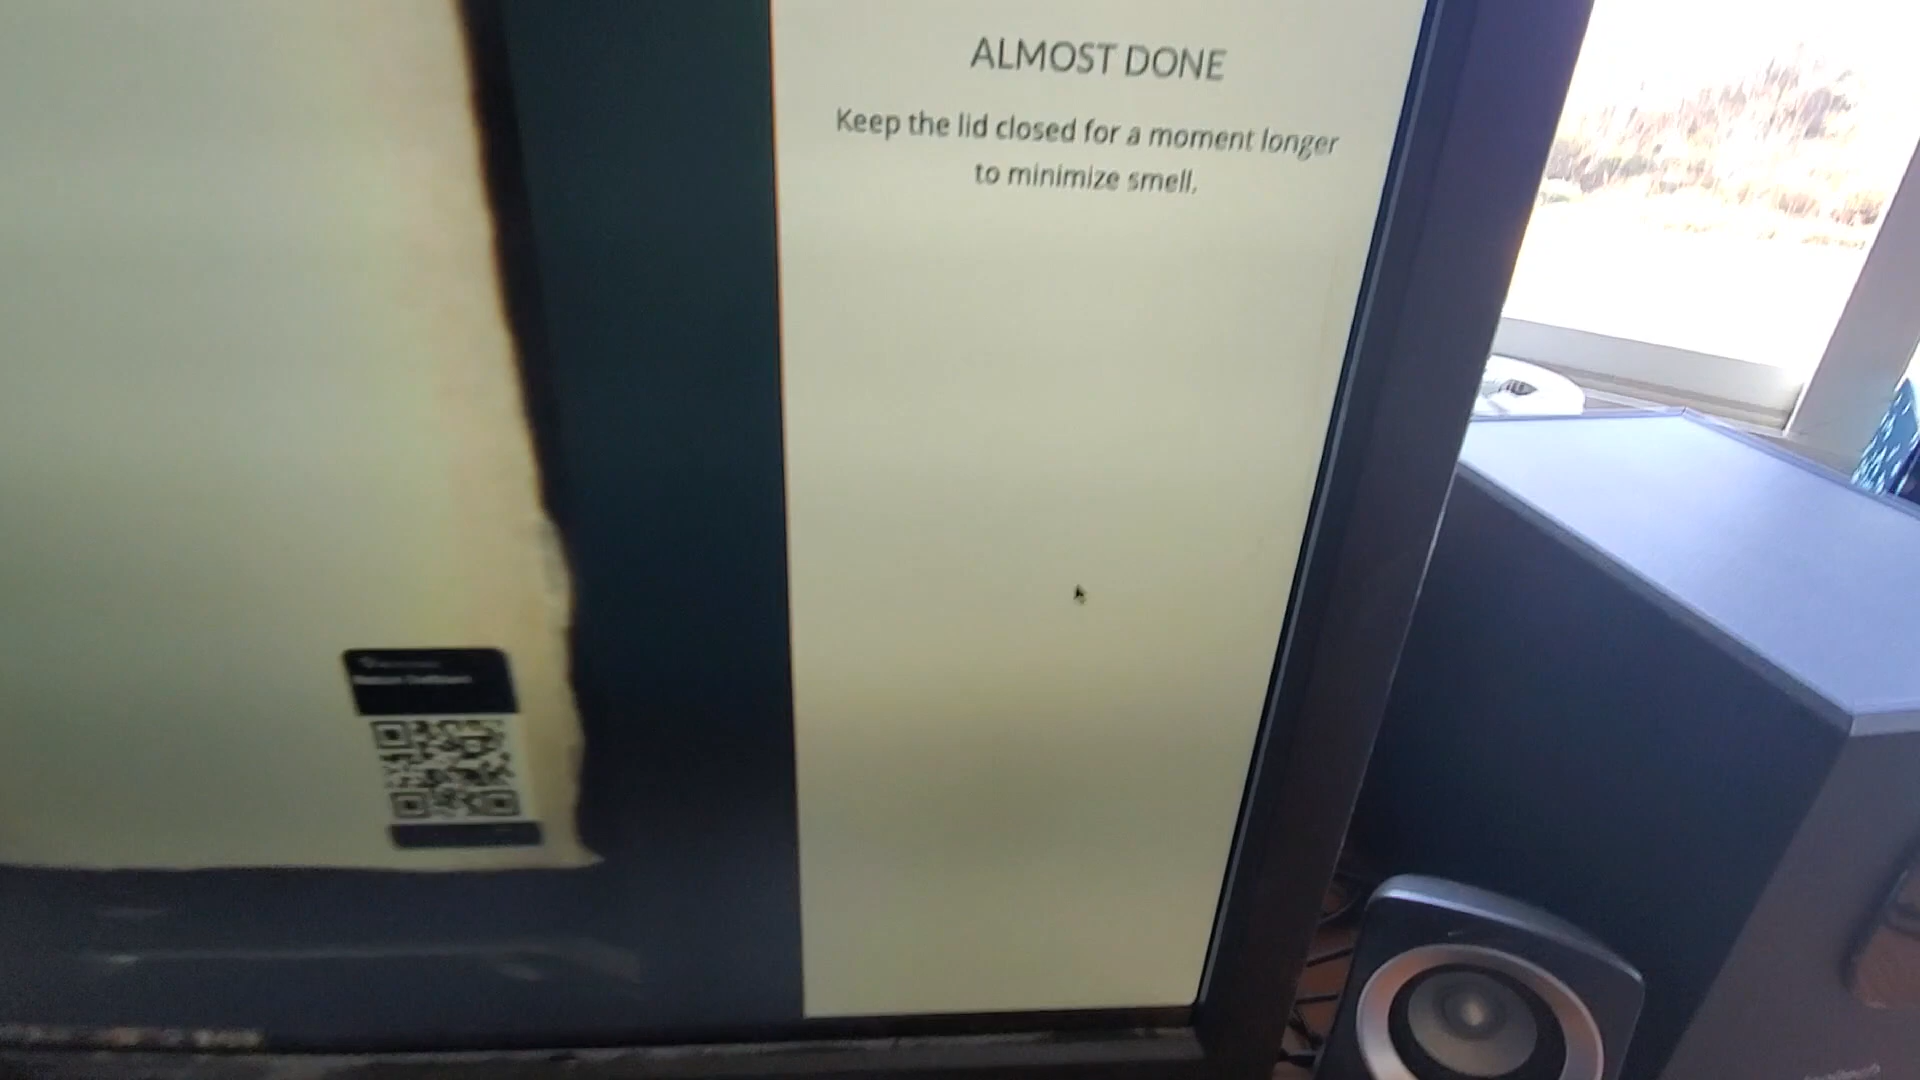 ALMOST DONE
Keep the lid closed for a moment longer
to minimize smell.